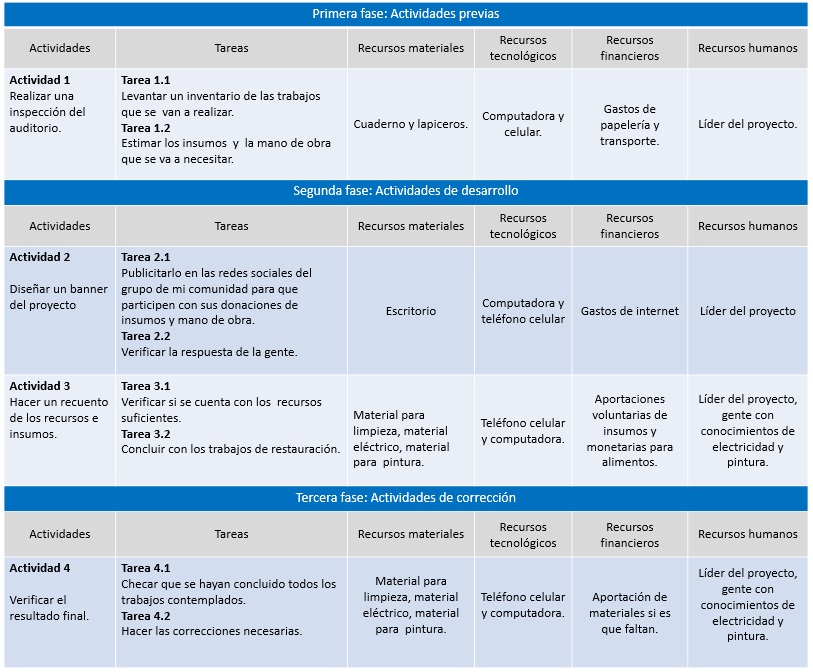 Primera fase: Actividades previas
Actividades
Tareas
Recursos materiales
Recursos
tecnológicos
Recursos
financieros
Recursos humanos
Actividad 1
Realizar una
inspección del
auditorio.
Tarea 1.1
Levantar un inventario de los trabajos
que se van a realizar.
Tarea 1.2
Estimar los insumos y la mano de obra
que se va a necesitar.
Cuaderno y lapiceros.
Computadora y
celular.
Gastos de
papelería y
transporte.
Líder del proyecto.
Segunda fase: Actividades de desarrollo
Actividades
Tareas
Recursos materiales
Recursos
tecnológicos
Recursos
financieros
Recursos humanos
Actividad 2
Diseñar un banner
del proyecto
Tarea 2.1
Publicitarlo en las redes sociales del
grupo de mi comunidad para que
participen con sus donaciones de
insumos y mano de obra.
Tarea 2.2
Verificar la respuesta de la gente.
Escritorio
Computadora y
teléfono celular
Gastos de internet
Líder del proyecto
Actividad 3
Hacer un recuento
de los recursos e
insumos.
Tarea 3.1
Verificar si se cuenta con los recursos
suficientes.
Tarea 3.2
Concluir con los trabajos de restauración.
Material para
limpieza, material
eléctrico, material
para pintura.
Teléfono celular
y computadora.
Aportaciones
voluntarias de
insumos y
monetarias para
alimentos.
Líder del proyecto,
gente con
conocimientos de
electricidad y
pintura.
Tercera fase: Actividades de corrección
Actividades
Tareas
Recursos materiales
Recursos
tecnológicos
Recursos
financieros
Recursos humanos
Actividad 4
Verificar el
resultado final.
Tarea 4.1
Checar que se hayan concluido todos los
trabajos contemplados.
Tarea 4.2
Hacer las correcciones necesarias.
Material para
limpieza, material
eléctrico, material
para pintura.
Teléfono celular
y computadora.
Aportación de
materiales si es
que faltan.
Líder del proyecto,
gente con
conocimientos de
electricidad y
pintura.